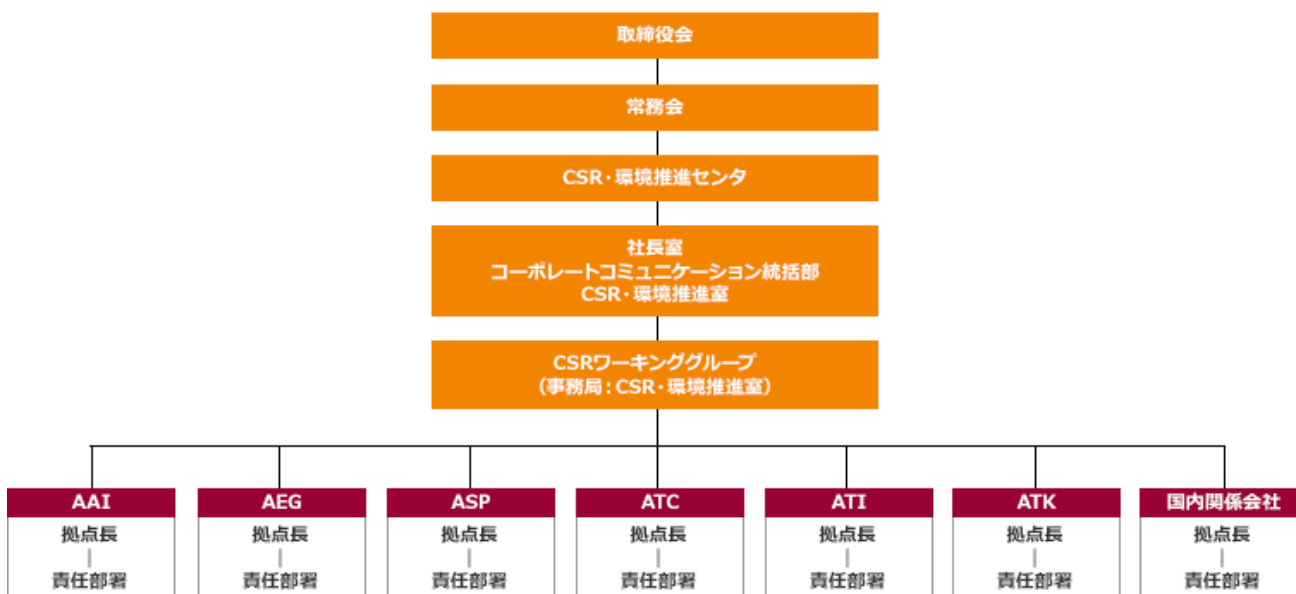 取締役会
常務会
CSR・環境推進センタ
社長室
コーポレートコミュニケーション統括部
CSR・環境推進室
CSRワーキンググループ
（事務局：CSR・環境推進室）
AAI AEG ASP ATC ATI ATK 国内関係会社
拠点長 拠点長 拠点長 拠点長 拠点長 拠点長 拠点長
責任部署 責任部署 責任部署 責任部署 責任部署 責任部署 責任部署